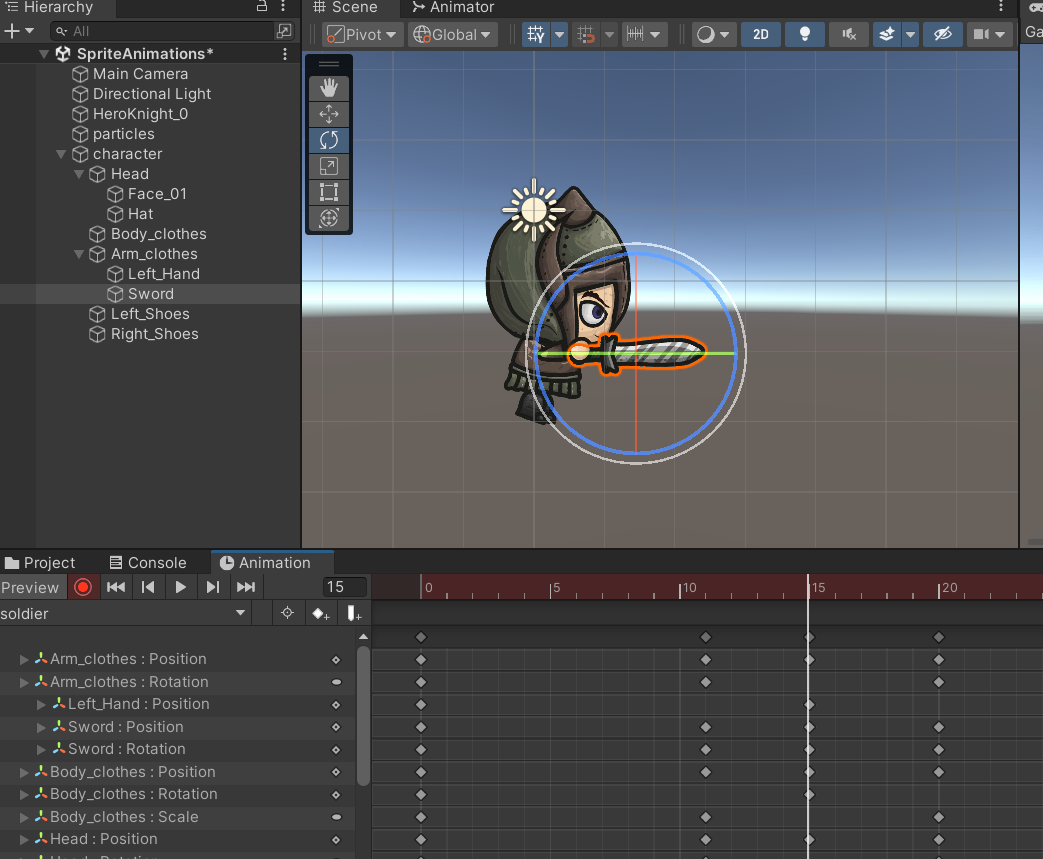 Hierarchy
Scene
Animator
All
Pivot
Global
2D
Ga
SpriteAnimations*
Main Camera
Directional Light
HeroKnight_0
particles
character
Head
Face_01
Hat
Body_clothes
Arm_clothes
Left_Hand
Sword
Left_Shoes
Right_Shoes
Project
Console
Animation
Preview
15
0
5
10
15
20
soldier
Arm_clothes : Position
Arm_clothes : Rotation
Left_Hand : Position
Sword : Position
Sword : Rotation
Body_clothes : Position
Body_clothes : Rotation
Body_clothes : Scale
Head : Position